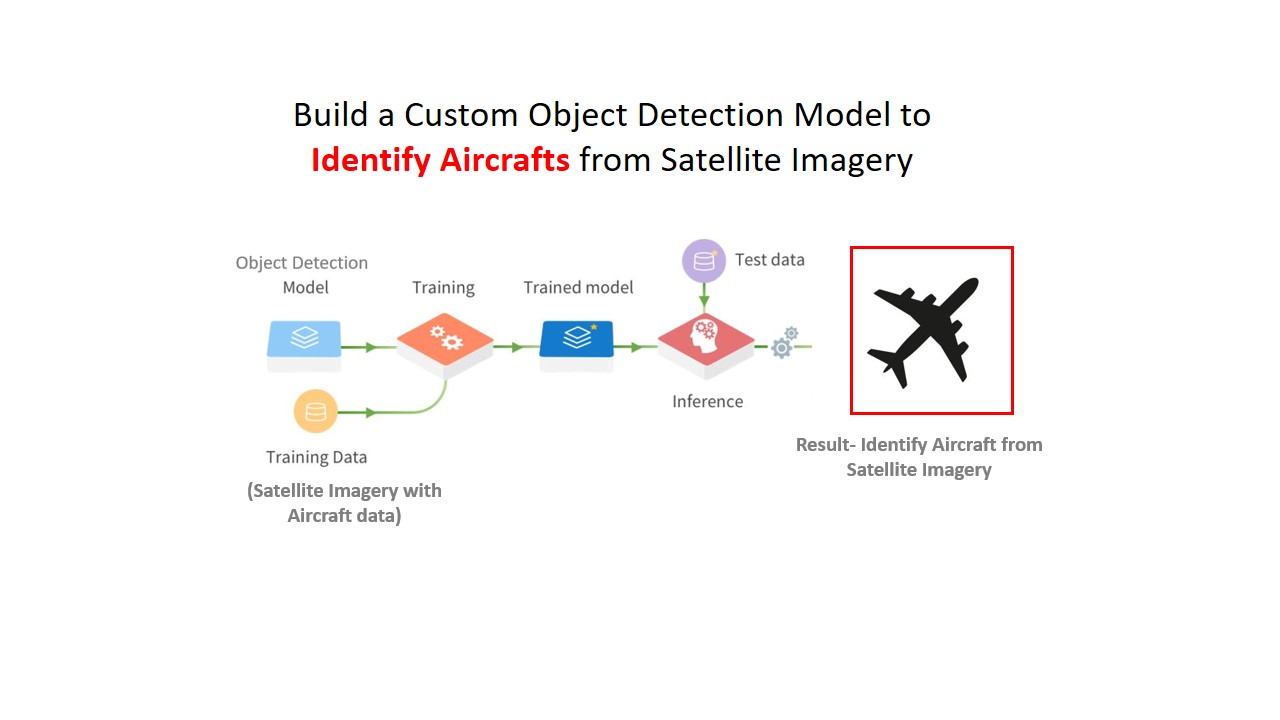 Build a Custom Object Detection Model to
Identify Aircrafts from Satellite Imagery
Object Detection
Model
Training
Trained model
Test data
Inference
Training Data
(Satellite Imagery with
Aircraft data)
Result- Identify Aircraft from
Satellite Imagery